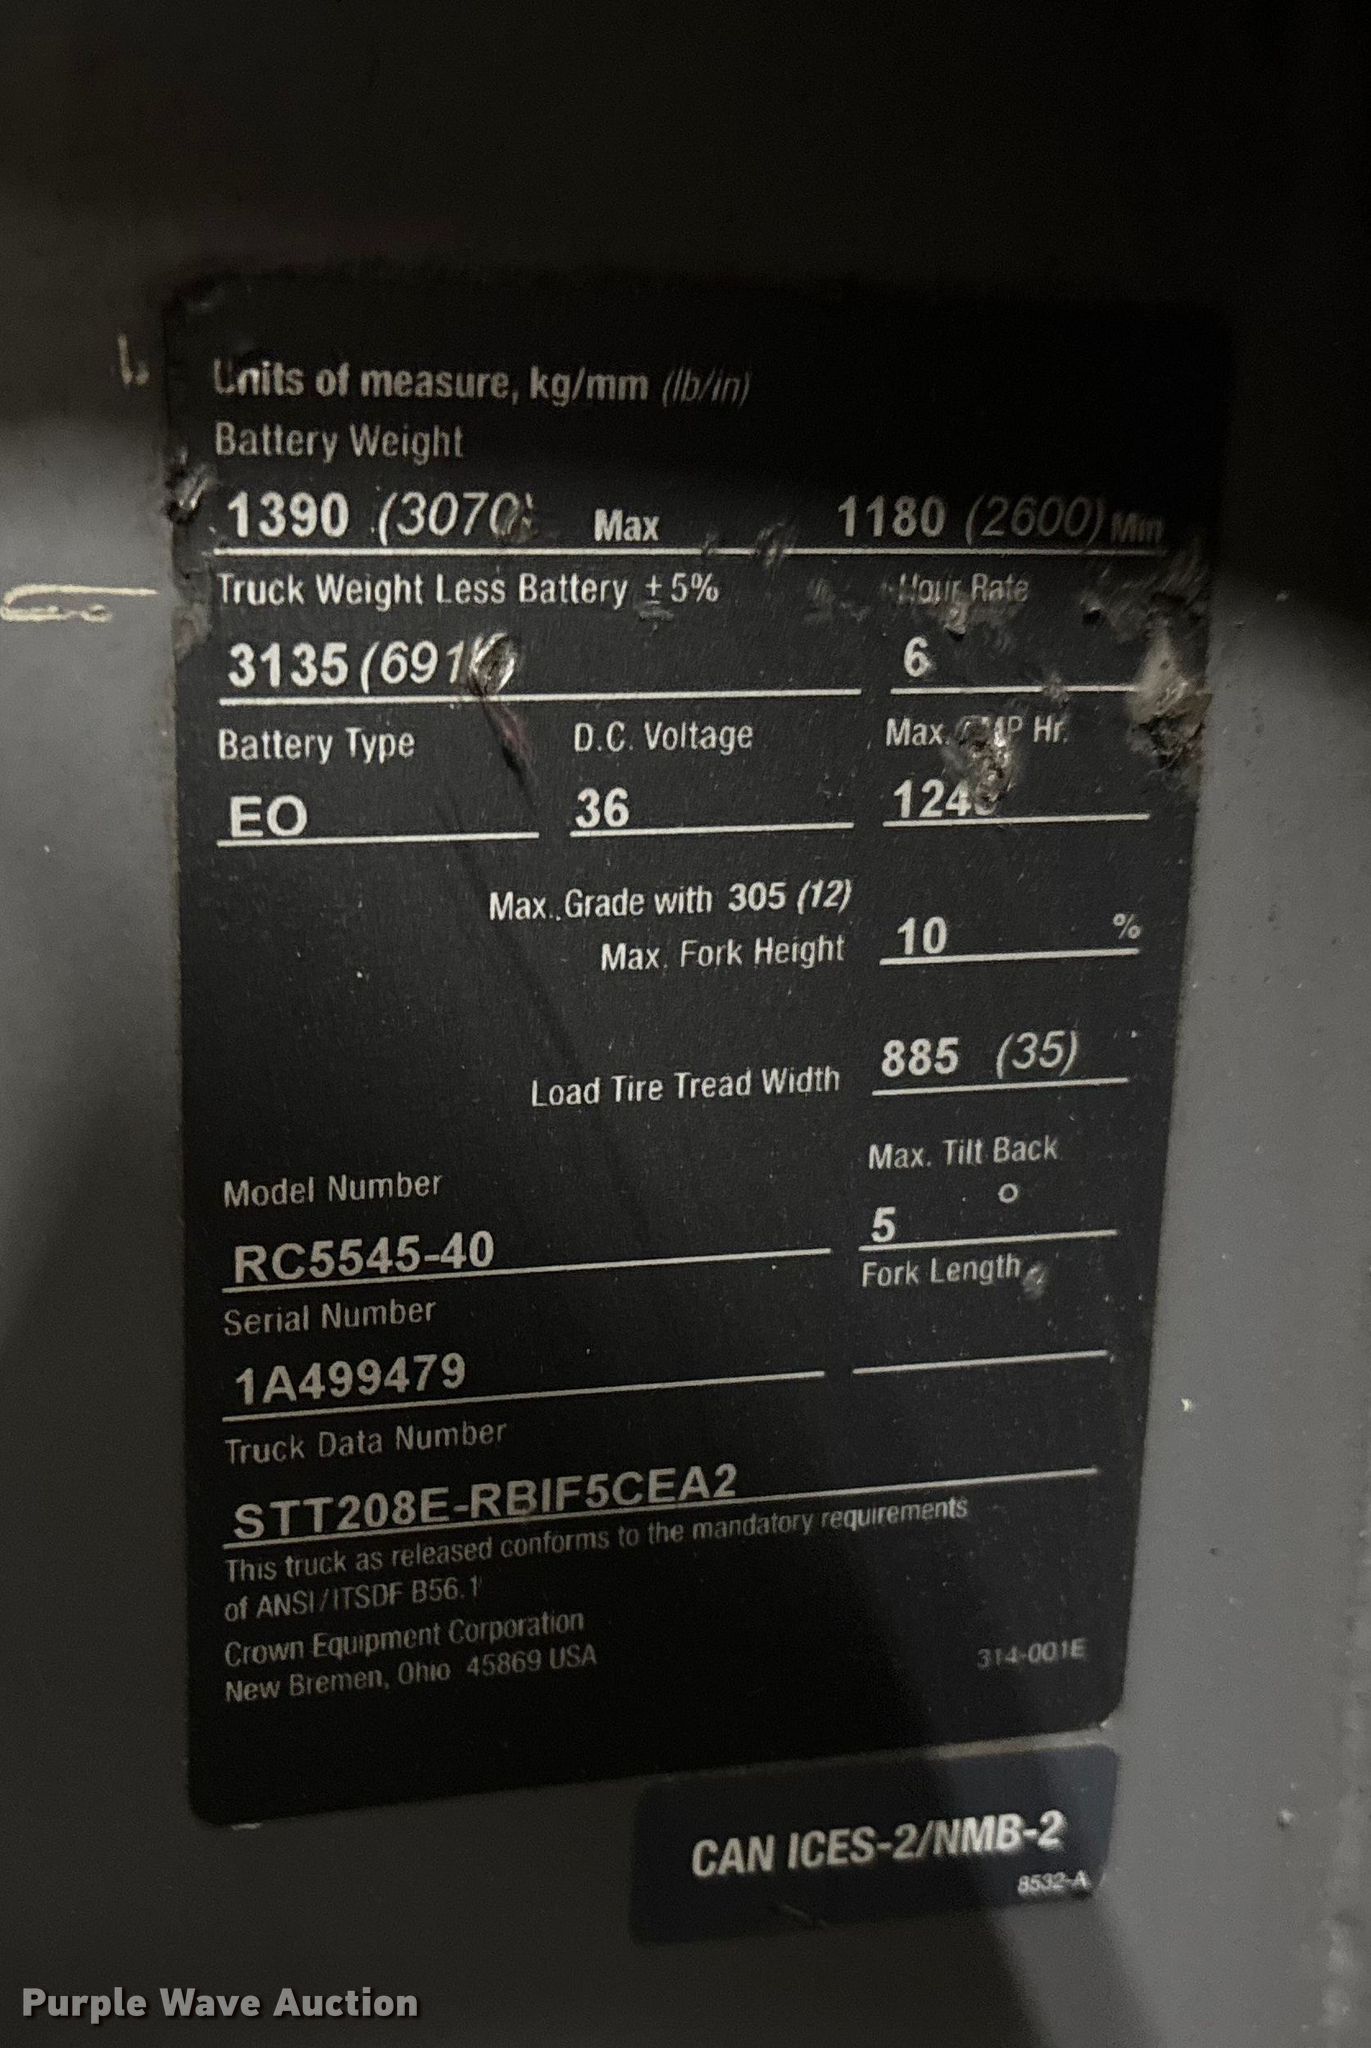 Units of measure, kg/mm (lb/in)
Battery Weight
1390 (3070) Max 1180 (2600) Min
Truck Weight Less Battery ± 5% Hour Rate
3135 6
Battery Type D.C. Voltage Max. Hr.
EO 36
Max. Grade with 305 (12)
Max. Fork Height 10 %
Load Tire Tread Width 885 (35)
Model Number Max. Tilt Back
RC5545-40 5 °
Serial Number Fork Length
1A499479
Truck Data Number
STT208E-RBIF5CEA2
This truck as released conforms to the mandatory requirements
of ANSI/ITSDF B56.1
Crown Equipment Corporation
New Bremen, Ohio 45869 USA 314-001E
CAN ICES-2/NMB-2
8532-A
Purple Wave Auction